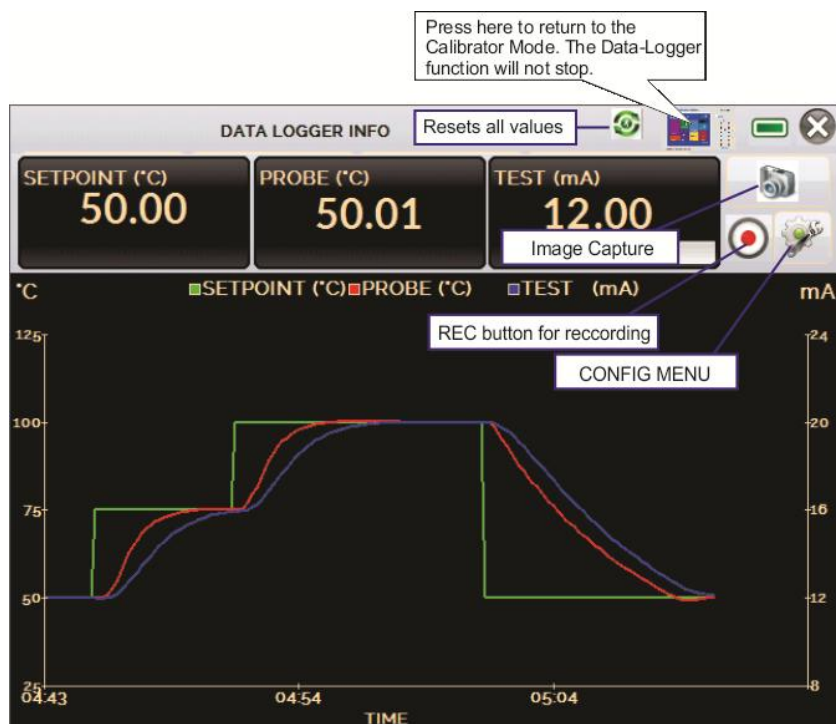 Press here to return to the
Calibrator Mode. The Data-Logger
function will not stop.
DATA LOGGER INFO
Resets all values
SETPOINT (°C)
50.00
PROBE (°C)
50.01
TEST (mA)
12.00
Image Capture
°C
SETPOINT (°C)
PROBE (°C)
TEST (mA)
mA
REC button for reccording
CONFIG MENU
125
100
75
50
25
24
20
16
12
8
04:43
04:54
05:04
TIME